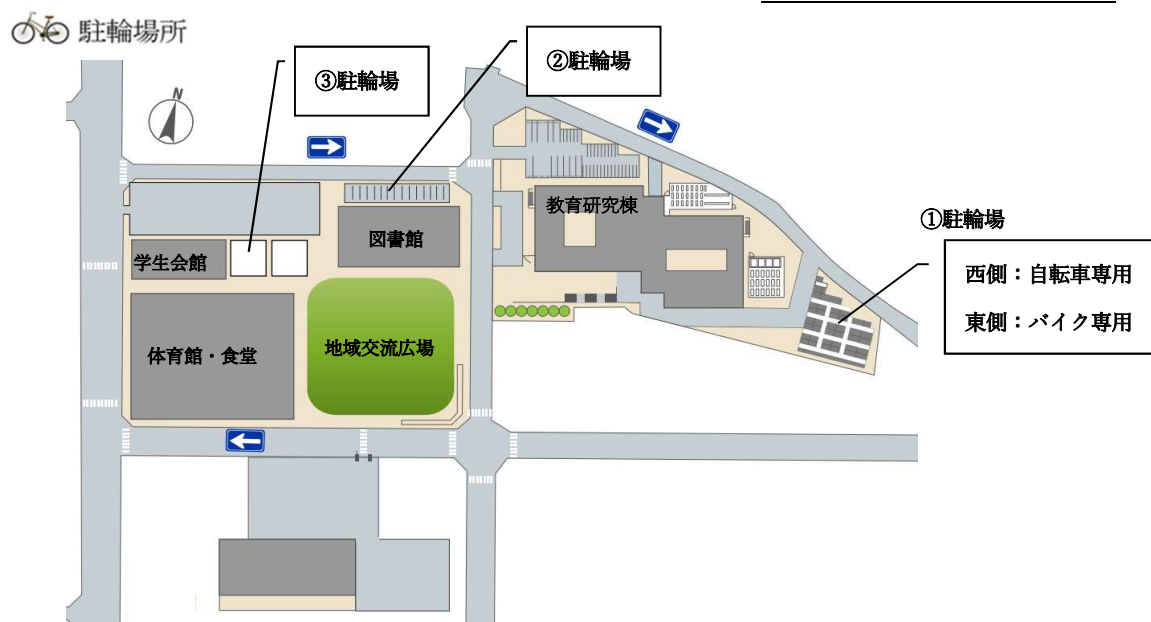 駐輪場所
②駐輪場
③駐輪場
N
教育研究棟
①駐輪場
西側：自転車専用
東側：バイク専用
図書館
学生会館
地域交流広場
体育館・食堂